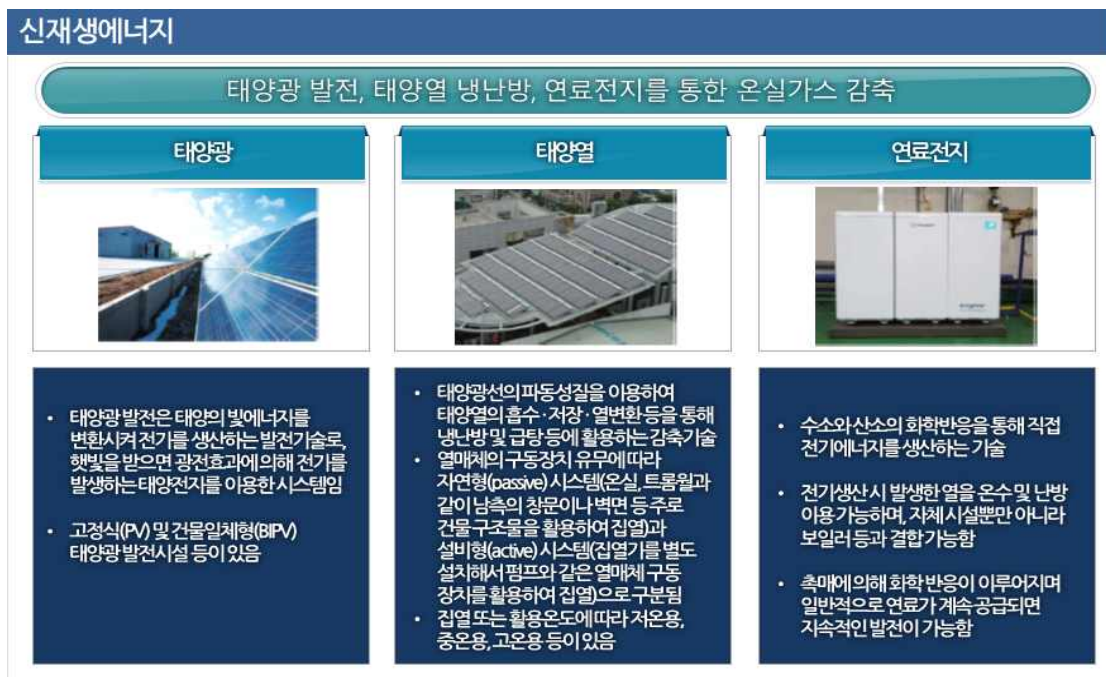 신재생에너지
태양광 발전, 태양열 냉난방, 연료전지를 통한 온실가스 감축
태양광
태양열
연료전지
• 태양광 발전은 태양의 빛에너지를
변환시켜 전기를 생산하는 발전기술로,
햇빛을 받으면 광전효과에 의해 전기를
발생하는 태양전지를 이용한 시스템임
• 고정식(PV) 및 건물일체형(BIPV)
태양광 발전시설 등이 있음
• 태양광선의 파동성질을 이용하여
태양열의 흡수·저장·열변환 등을 통해
냉난방 및 급탕 등에 활용하는 감축기술
• 열매체의 구동장치 유무에 따라
자연형(passive) 시스템(온실, 트롬월과
같이 남측의 창문이나 벽면 등 주로
건물 구조물을 활용하여 집열)과
설비형(active) 시스템(집열기를 별도
설치해서 펌프와 같은 열매체 구동
장치를 활용하여 집열)으로 구분됨
• 집열 또는 활용온도에 따라 저온용,
중온용, 고온용 등이 있음
• 수소와 산소의 화학반응을 통해 직접
전기에너지를 생산하는 기술
• 전기생산 시 발생한 열을 온수 및 난방
이용 가능하며, 자체 시설뿐만 아니라
보일러 등과 결합 가능함
• 촉매에 의해 화학 반응이 이루어지며
일반적으로 연료가 계속 공급되면
지속적인 발전이 가능함